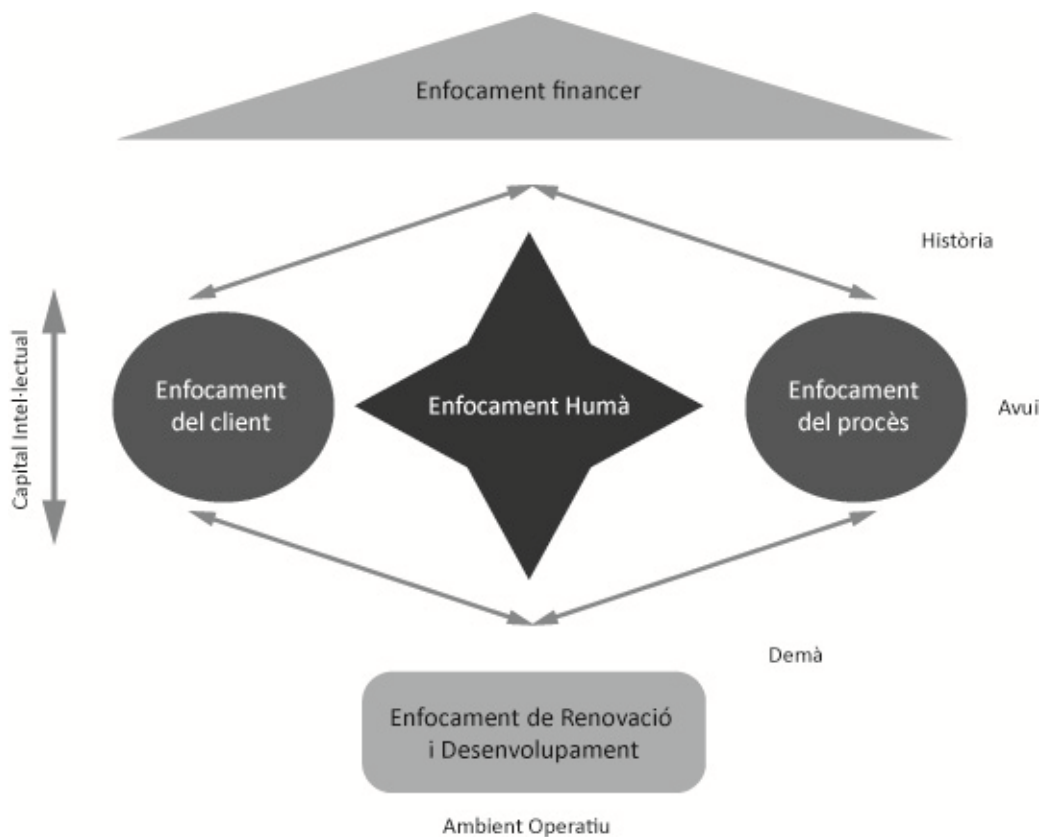 Enfocament financer
Història
Capital Intel·lectual
Enfocament
del client
Enfocament Humà
Enfocament
del procès
Avui
Demà
Enfocament de Renovació
i Desenvolupament
Ambient Operatiu